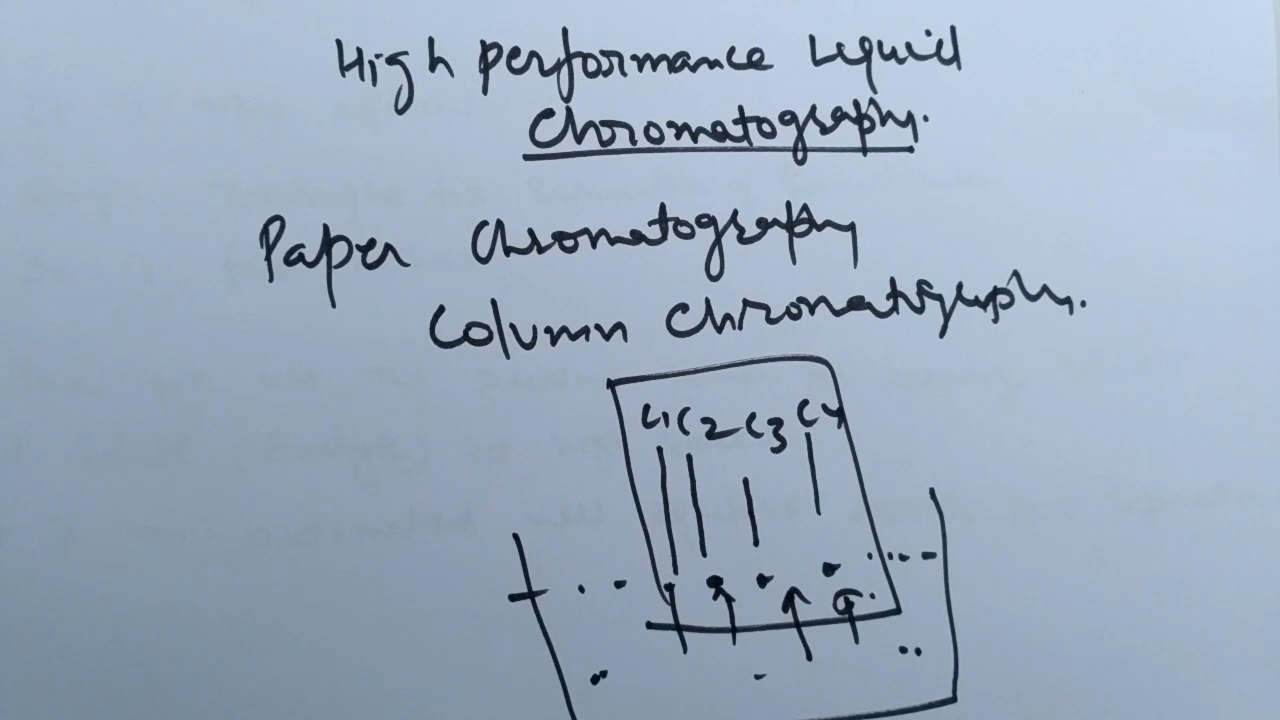 High performance Liquid
Chromatography.
Paper Chromatography
Column Chromatography.
C1 C2 C3 C4